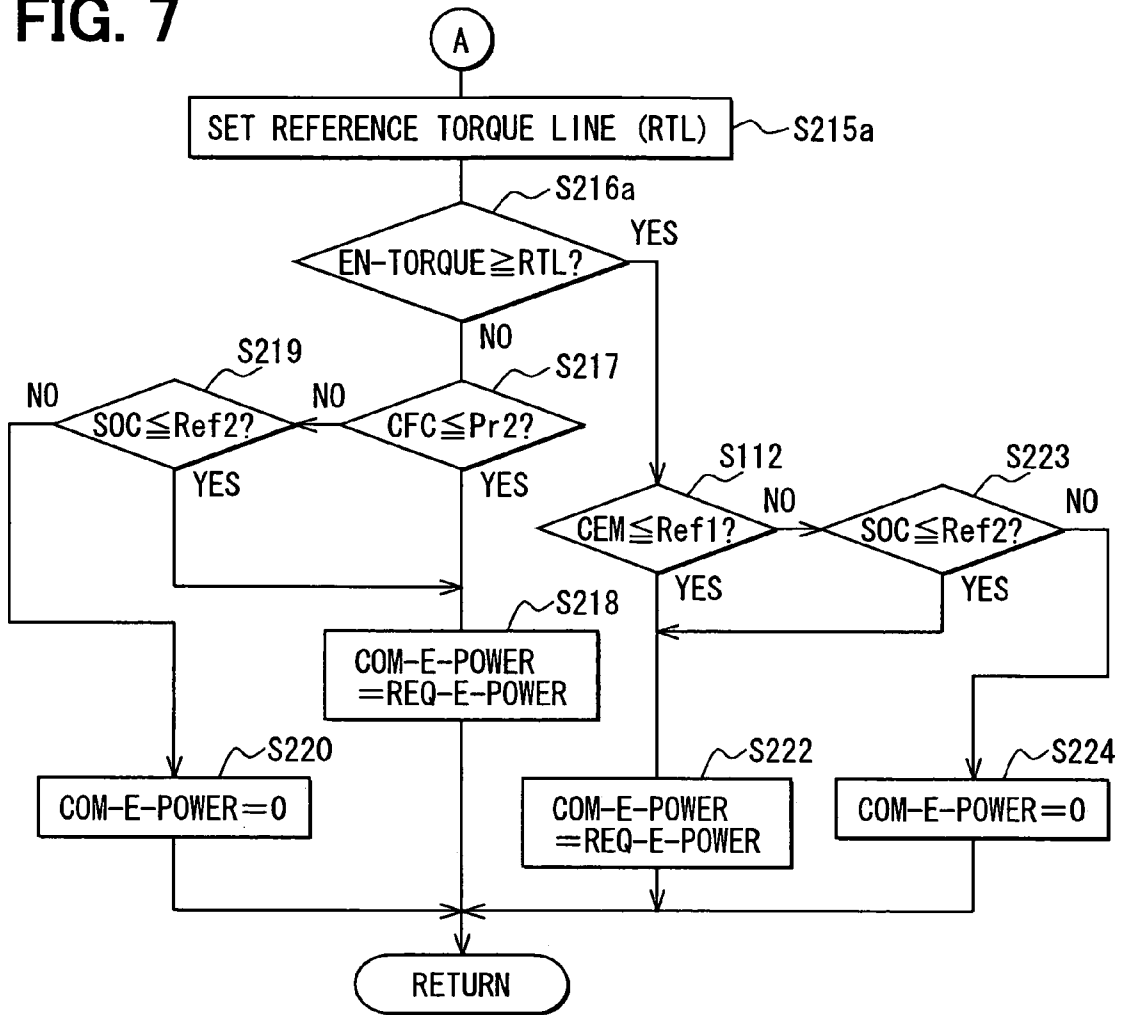 FIG. 7
A
SET REFERENCE TORQUE LINE (RTL)
S215a
S216a
EN-TORQUE≧RTL?
YES
NO
S219
S217
NO
SOC≦Ref2?
NO
CFC≦Pr2?
YES
YES
S112
S223
CEM≦Ref1?
NO
SOC≦Ref2?
NO
YES
YES
S218
COM-E-POWER
=REQ-E-POWER
S220
COM-E-POWER=0
S222
COM-E-POWER
=REQ-E-POWER
S224
COM-E-POWER=0
RETURN